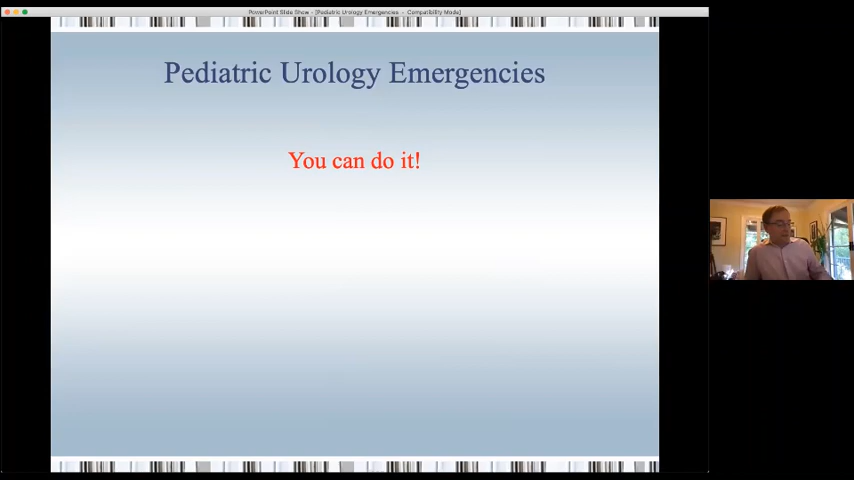 PowerPoint Slide Show - [Pediatric Urology Emergencies - Compatibility Mode]
Pediatric Urology Emergencies
You can do it!